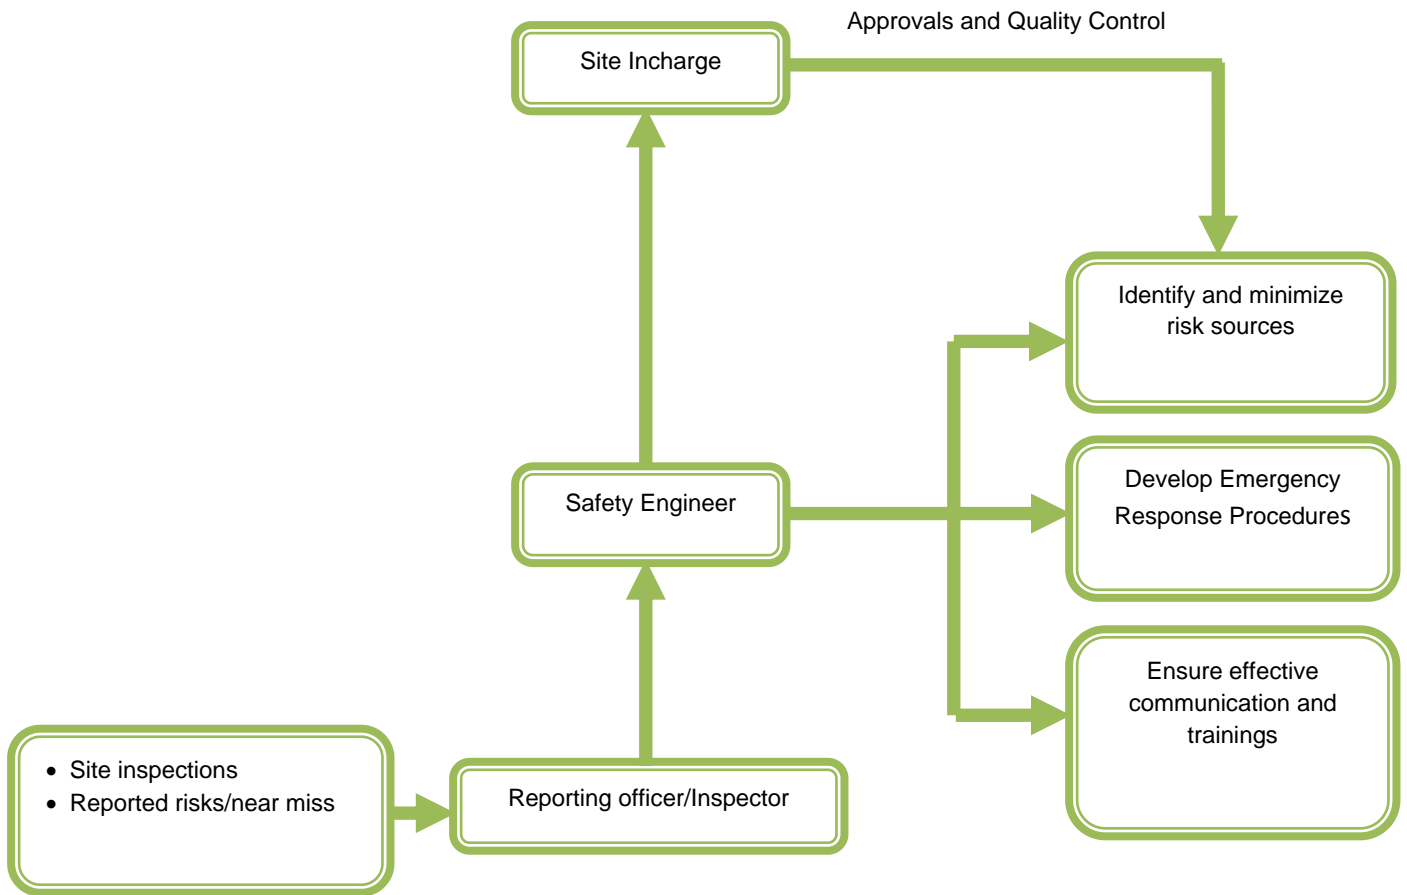 Approvals and Quality Control
Site Incharge
Identify and minimize
risk sources
Safety Engineer
Develop Emergency
Response Procedures
Ensure effective
communication and
trainings
• Site inspections
• Reported risks/near miss
Reporting officer/Inspector